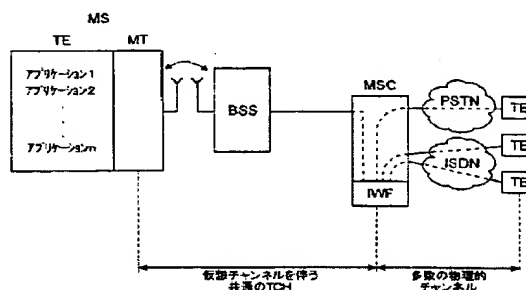 MS
TE MT
アプリケーション1
アプリケーション2
アプリケーションn
BSS
MSC
IWF
PSTN
ISDN
TE
TE
TE
仮想チャンネルを伴う
共通のTCH
多数の物理的
チャンネル